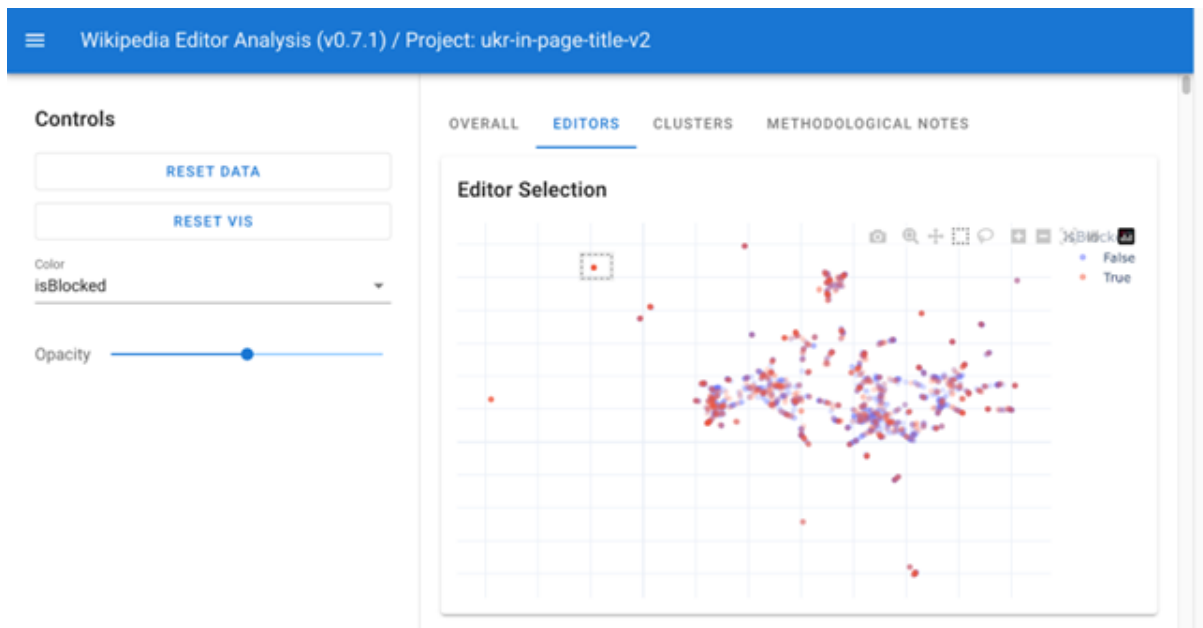 Wikipedia Editor Analysis (v0.7.1) / Project: ukr-in-page-title-v2
Controls
RESET DATA
RESET VIS
Color
isBlocked
Opacity
OVERALL EDITORS CLUSTERS METHODOLOGICAL NOTES
Editor Selection
False
True